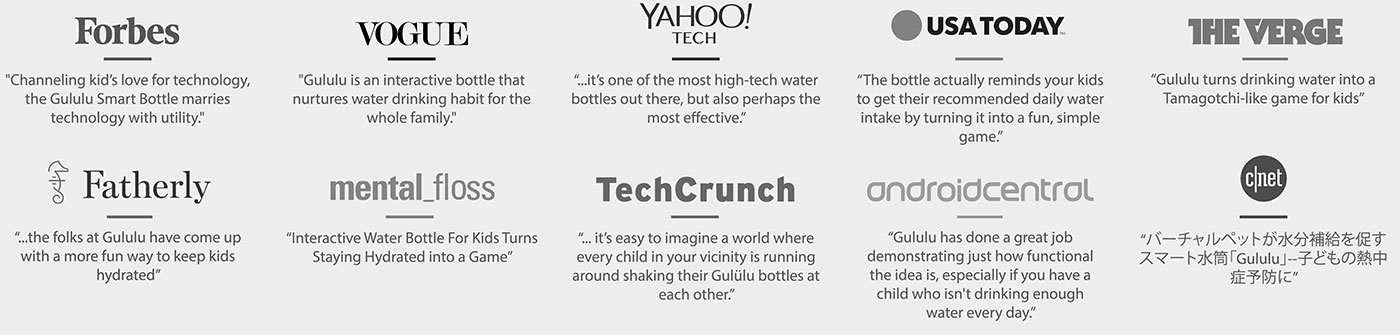 Forbes
"Channeling kid’s love for technology,
the Gululu Smart Bottle marries
technology with utility."
VOGUE
"Gululu is an interactive bottle that
nurtures water drinking habit for the
whole family."
YAHOO!
TECH
“...it’s one of the most high-tech water
bottles out there, but also perhaps the
most effective.”
USA TODAY™
“The bottle actually reminds your kids
to get their recommended daily water
intake by turning it into a fun, simple
game.”
THE VERGE
“Gululu turns drinking water into a
Tamagotchi-like game for kids”
Fatherly
“...the folks at Gululu have come up
with a more fun way to keep kids
hydrated”
mental_floss
“Interactive Water Bottle For Kids Turns
Staying Hydrated into a Game”
TechCrunch
“... it’s easy to imagine a world where
every child in your vicinity is running
around shaking their Gulülu bottles at
each other.”
androidcentral
“Gululu has done a great job
demonstrating just how functional
the idea is, especially if you have a
child who isn't drinking enough
water every day.”
c|net
“バーチャルペットが水分補給を促す
スマート水筒｢Gululu｣--子どもの熱中
症予防に”